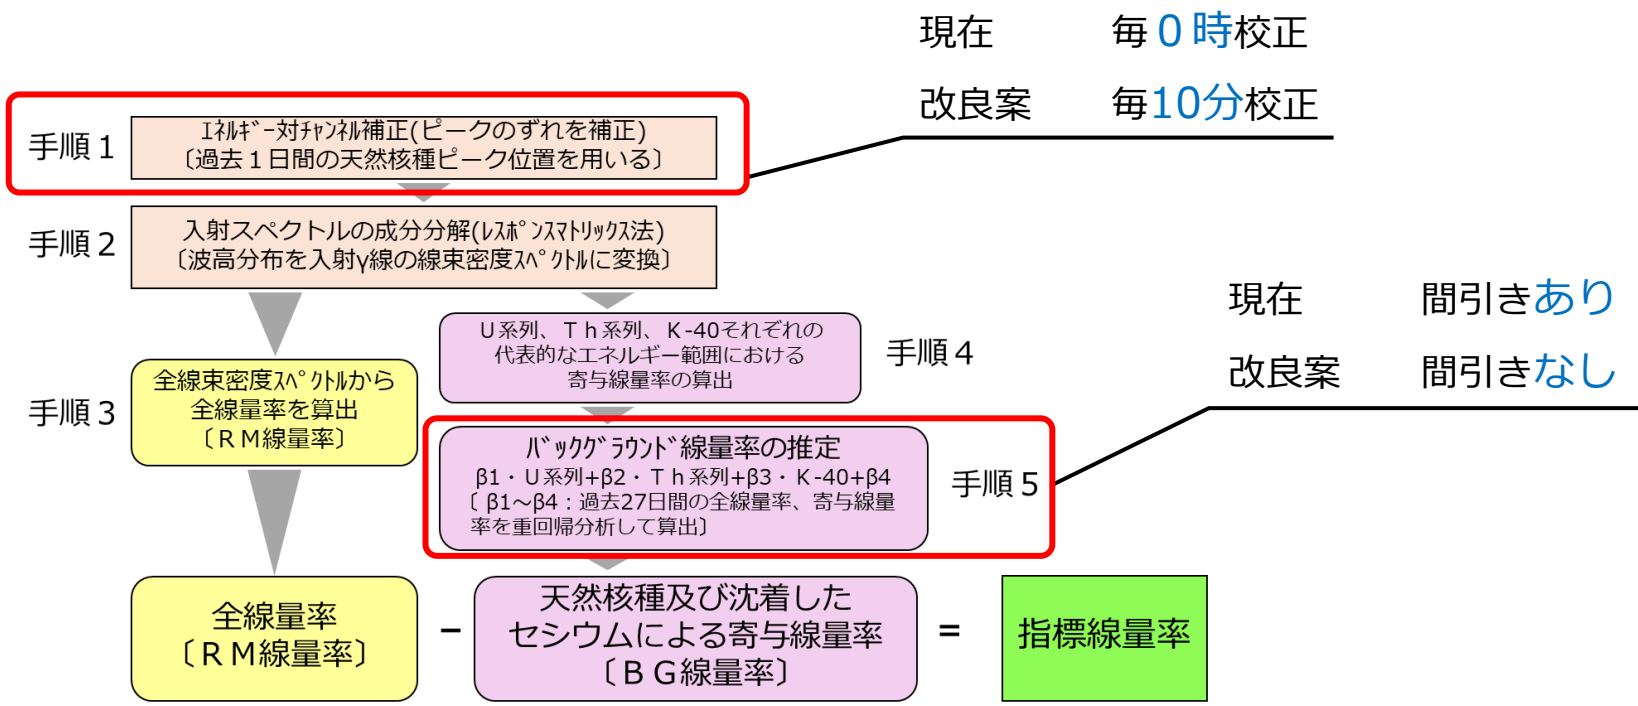 現在 毎０時校正
改良案 毎10分校正
手順１
ｴﾈﾙｷﾞｰ対ﾁｬﾝﾈﾙ補正(ピークのずれを補正)
〔過去１日間の天然核種ピーク位置を用いる〕
手順２
入射スペクトルの成分分解(ﾚｽﾎﾟﾝｽﾏﾄﾘｯｸｽ法)
〔波高分布を入射γ線の線束密度ｽﾍﾟｸﾄﾙに変換〕
現在 間引きあり
改良案 間引きなし
手順３
全線束密度ｽﾍﾟｸﾄﾙから
全線量率を算出
〔ＲＭ線量率〕
Ｕ系列、Ｔｈ系列、Ｋ-40それぞれの
代表的なエネルギー範囲における
寄与線量率の算出
手順４
ﾊﾞｯｸｸﾞﾗｳﾝﾄﾞ線量率の推定
β1・Ｕ系列+β2・Ｔｈ系列+β3・Ｋ-40+β4
〔 β1～β4：過去27日間の全線量率、寄与線量
率を重回帰分析して算出〕
手順５
全線量率
〔ＲＭ線量率〕
－
天然核種及び沈着した
セシウムによる寄与線量率
〔ＢＧ線量率〕
＝
指標線量率